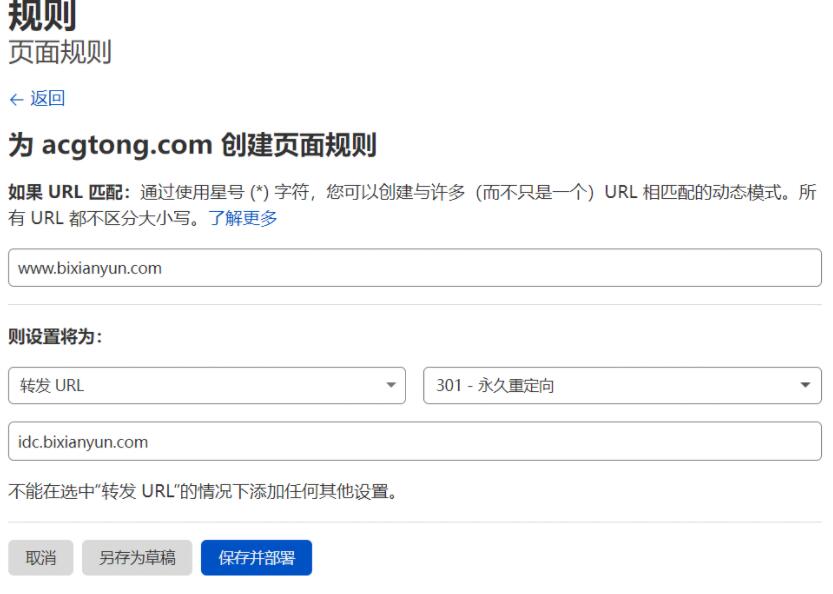 规则
页面规则
← 返回
为 acgtong.com 创建页面规则
如果 URL 匹配：通过使用星号 (*) 字符，您可以创建与许多（而不只是一个）URL 相匹配的动态模式。所
有 URL 都不区分大小写。了解更多
www.bixianyun.com
则设置将为：
转发 URL
301 - 永久重定向
idc.bixianyun.com
不能在选中“转发 URL”的情况下添加任何其他设置。
取消
另存为草稿
保存并部署